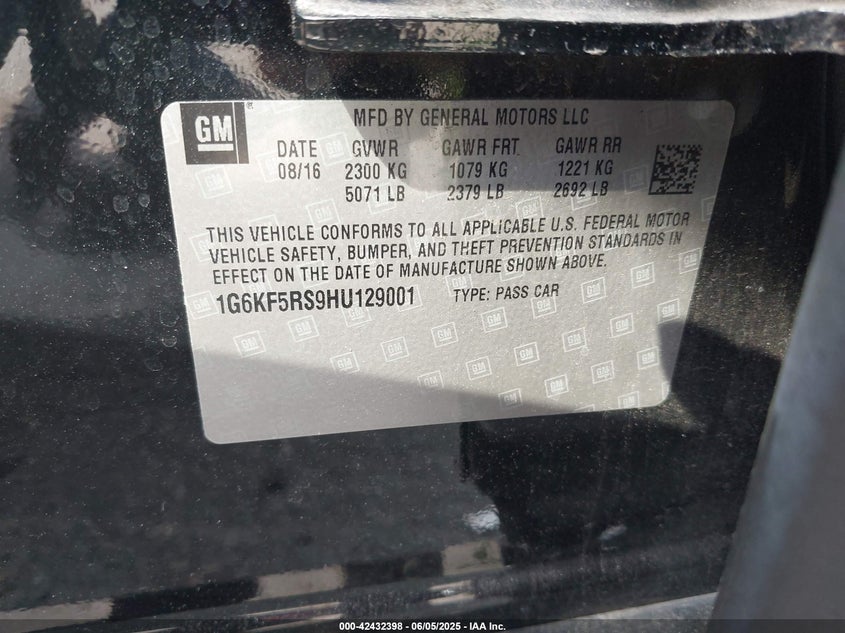 GM ®
MFD BY GENERAL MOTORS LLC
DATE GVWR GAWR FRT. GAWR RR
08/16 2300 KG 1079 KG 1221 KG
5071 LB 2379 LB 2692 LB
THIS VEHICLE CONFORMS TO ALL APPLICABLE U.S. FEDERAL MOTOR
VEHICLE SAFETY, BUMPER, AND THEFT PREVENTION STANDARDS IN
EFFECT ON THE DATE OF MANUFACTURE SHOWN ABOVE.
1G6KF5RS9HU129001 TYPE: PASS CAR
000-42432398 - 06/05/2025 - IAA Inc.